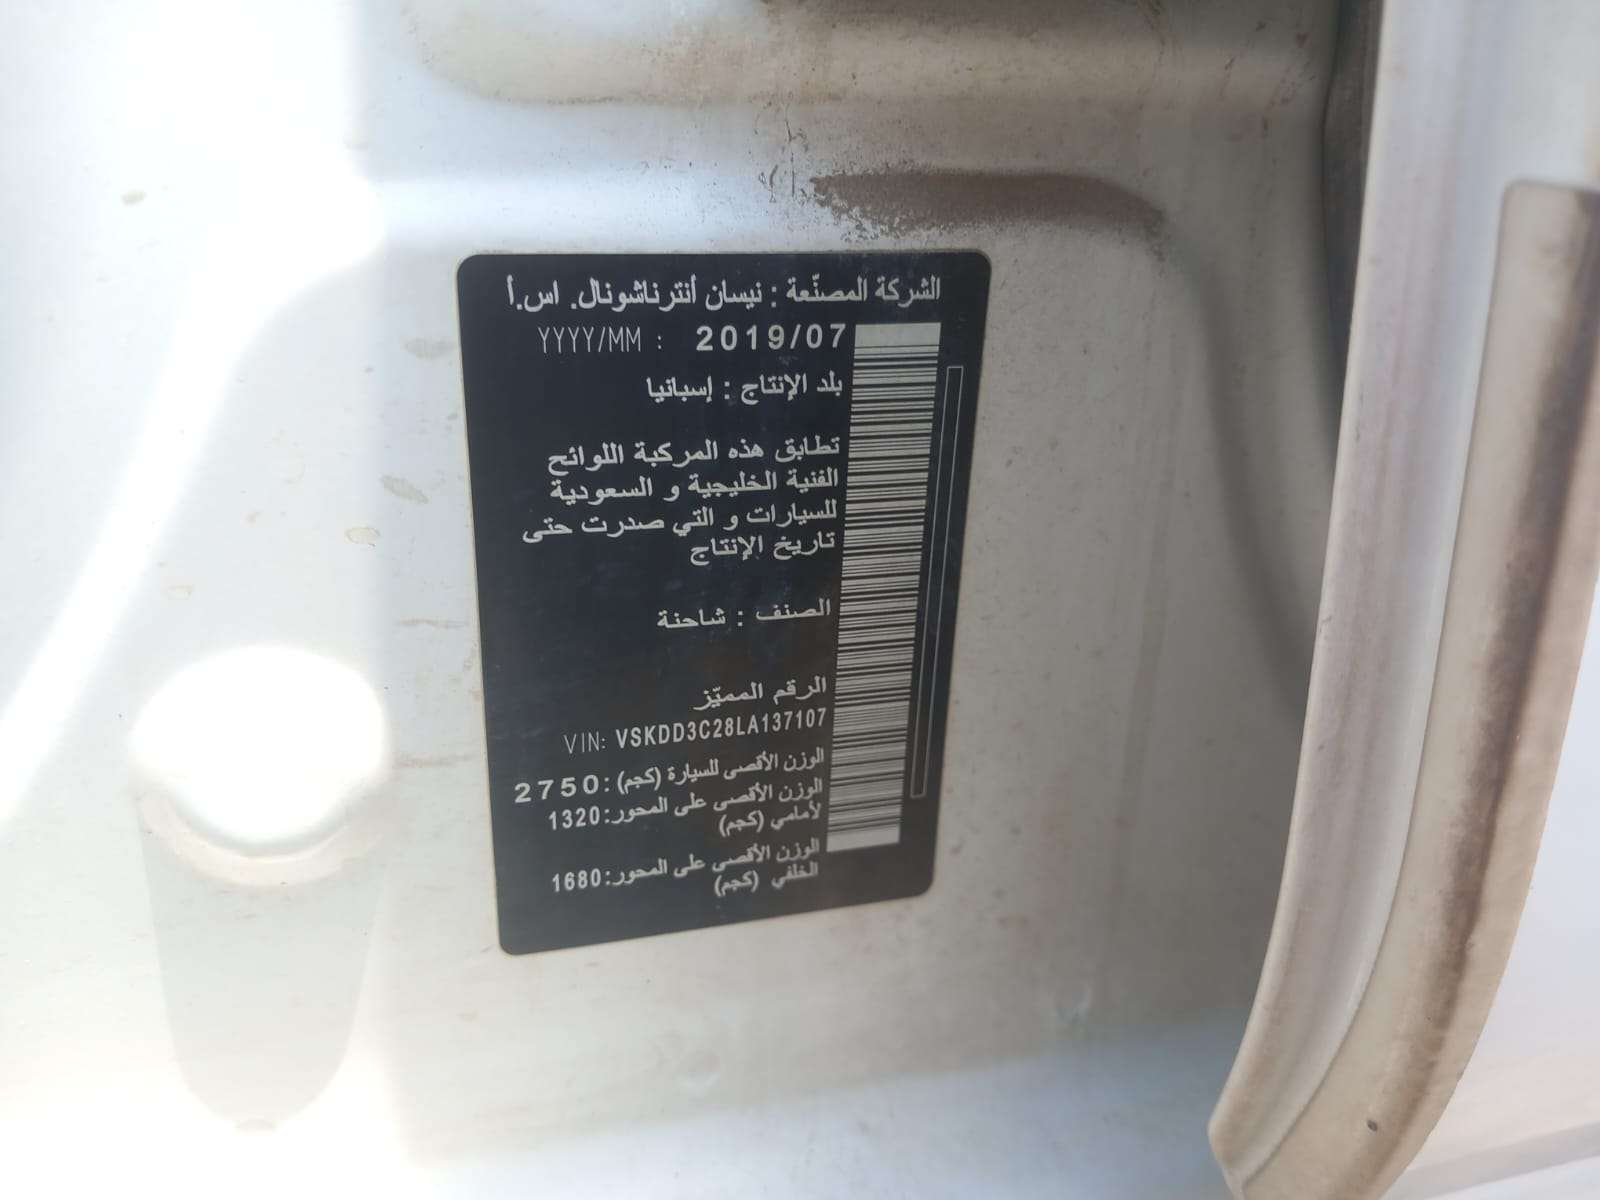 الشركة المصنّعة : نيسان أنترناشونال. اس.أ
YYYY/MM : 2019/07
بلد الإنتاج : إسبانيا
تطابق هذه المركبة اللوائح
الفنية الخليجية و السعودية
للسيارات و التي صدرت حتى
تاريخ الإنتاج
الصنف : شاحنة
الرقم المميّز
VIN: VSKDD3C28LA137107
الوزن الأقصى للسيارة (كجم): 2750
الوزن الأقصى على المحور: 1320
لأمامي (كجم)
الوزن الأقصى على المحور: 1680
الخلفي (كجم)